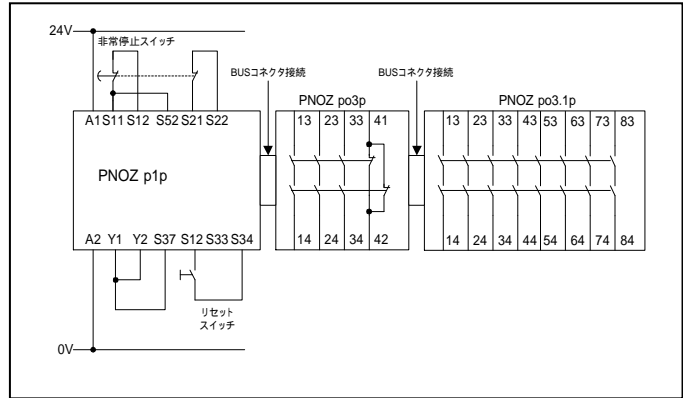 24V
非常停止スイッチ
BUSコネクタ接続
BUSコネクタ接続
PNOZ po3p
PNOZ po3.1p
A1 S11 S12 S52 S21 S22
13 23 33 41
13 23 33 43 53 63 73 83
PNOZ p1p
A2 Y1 Y2 S37 S12 S33 S34
14 24 34 42
14 24 34 44 54 64 74 84
リセット
スイッチ
0V